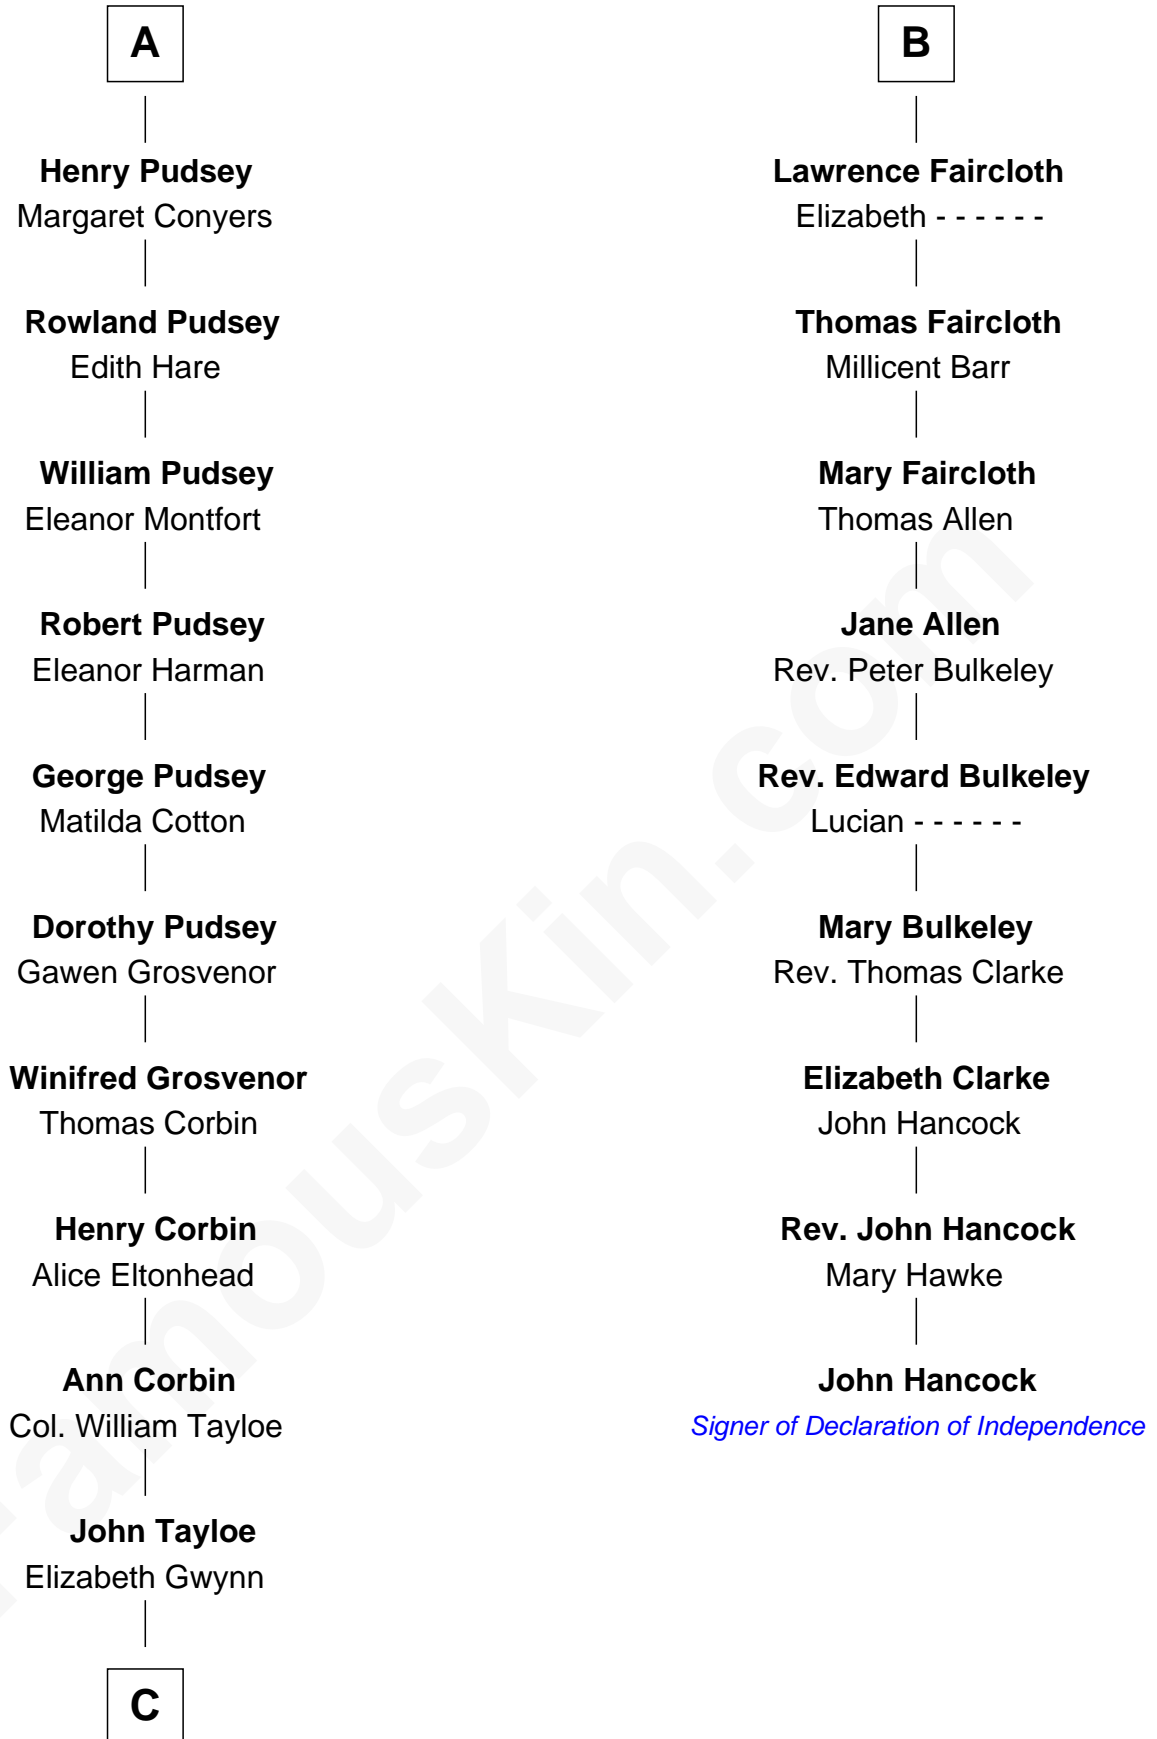 A
Henry Pudsey
Margaret Conyers
Rowland Pudsey
Edith Hare
William Pudsey
Eleanor Montfort
Robert Pudsey
Eleanor Harman
George Pudsey
Matilda Cotton
Dorothy Pudsey
Gawen Grosvenor
Winifred Grosvenor
Thomas Corbin
Henry Corbin
Alice Eltonhead
Ann Corbin
Col. William Tayloe
John Tayloe
Elizabeth Gwynn
C
B
Lawrence Faircloth
Elizabeth - - - - - -
Thomas Faircloth
Millicent Barr
Mary Faircloth
Thomas Allen
Jane Allen
Rev. Peter Bulkeley
Rev. Edward Bulkeley
Lucian - - - - - -
Mary Bulkeley
Rev. Thomas Clarke
Elizabeth Clarke
John Hancock
Rev. John Hancock
Mary Hawke
John Hancock
Signer of Declaration of Independence
FamousKin.com